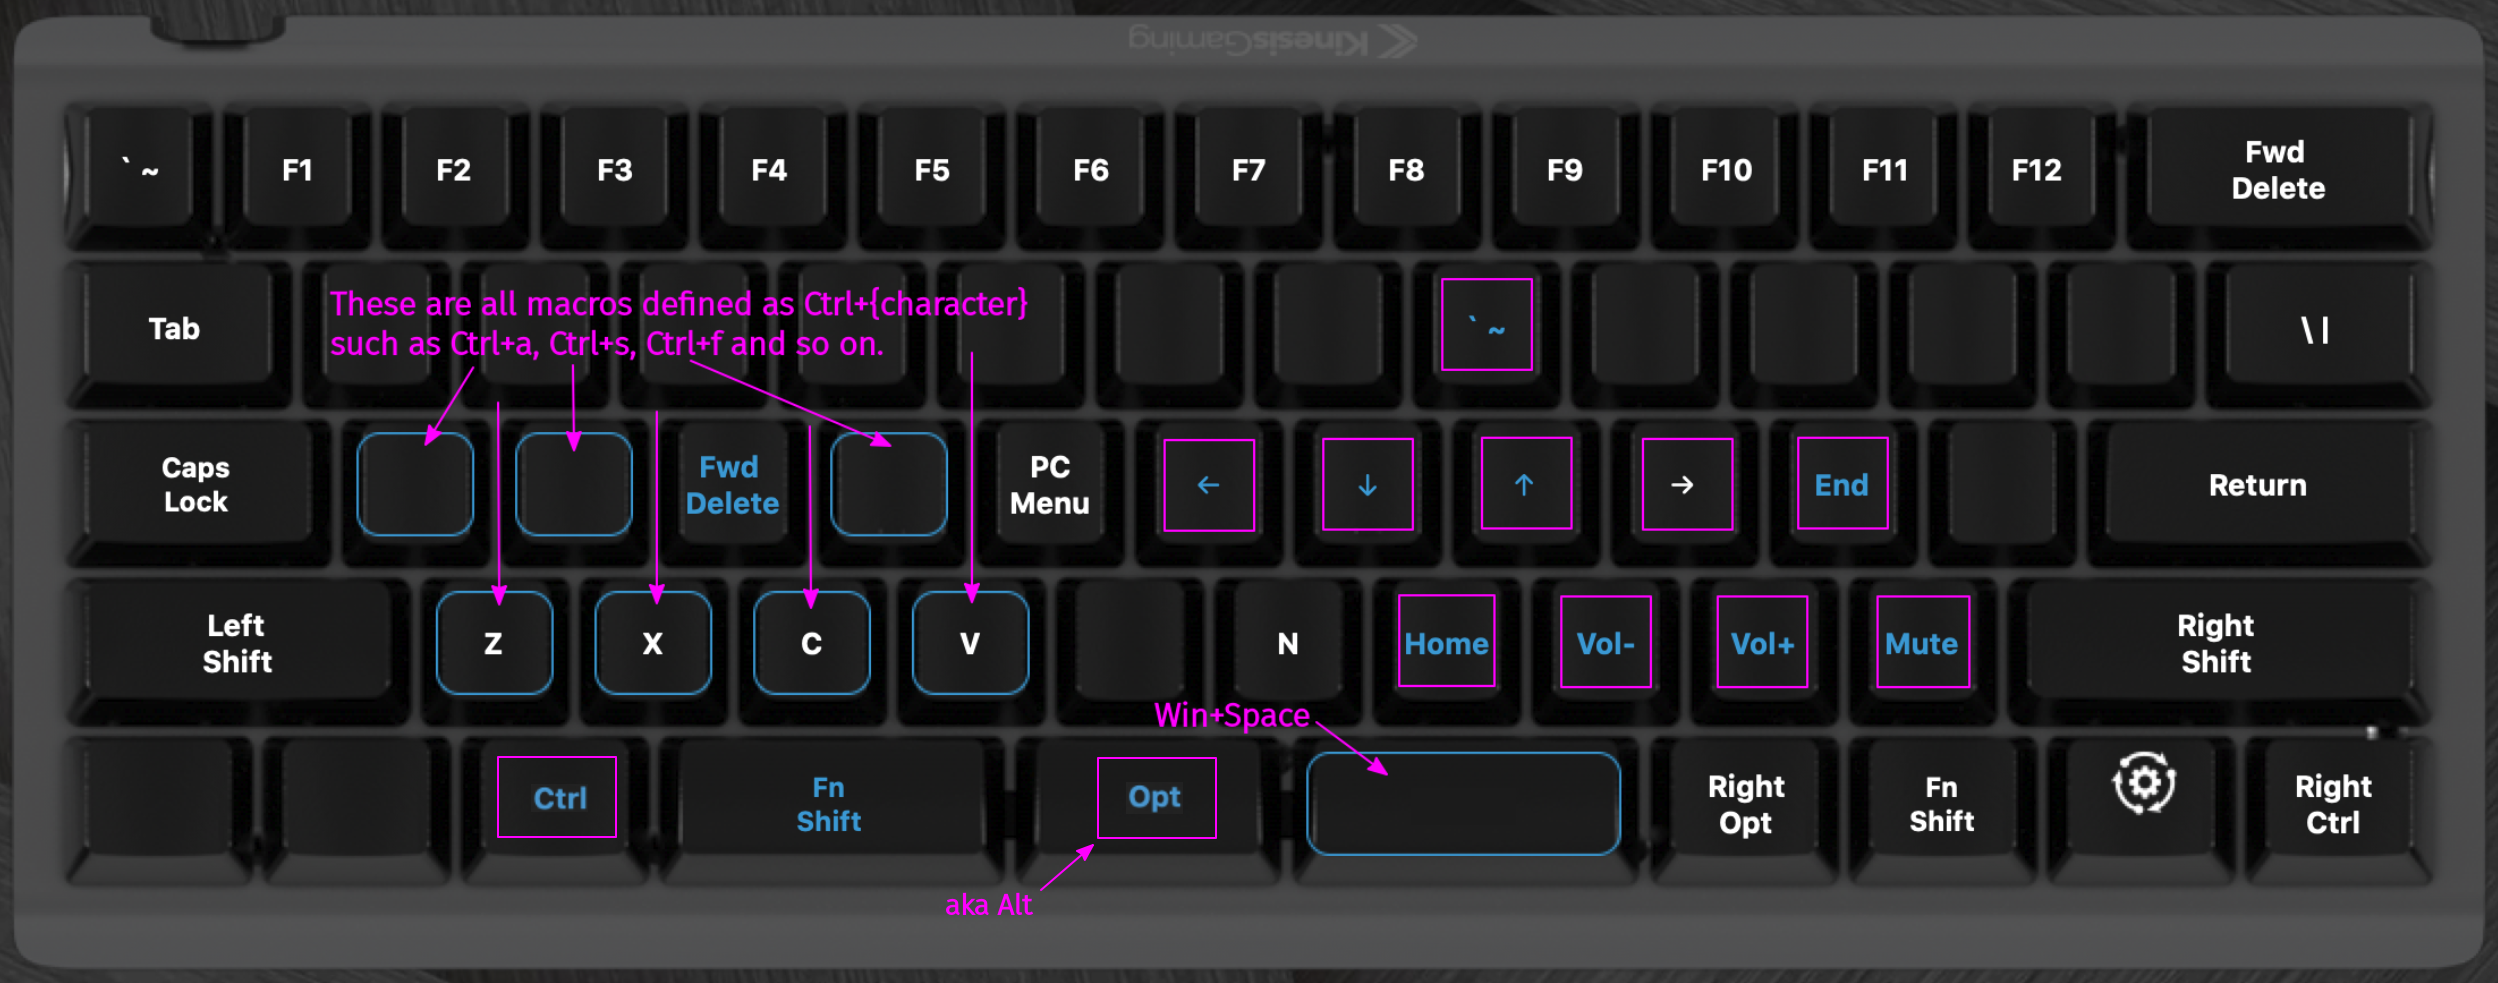 KinesisGaming
` ~ F1 F2 F3 F4 F5 F6 F7 F8 F9 F10 F11 F12 Fwd
Delete
These are all macros defined as Ctrl+{character}
such as Ctrl+a, Ctrl+s, Ctrl+f and so on.
Tab ` ~ \ |
Caps
Lock
Fwd
Delete
PC
Menu
← ↓ ↑ → End Return
Left
Shift
Z X C V N Home Vol- Vol+ Mute
Right
Shift
Win+Space
Ctrl
Fn
Shift
Opt
Right
Opt
Fn
Shift
Right
Ctrl
aka Alt